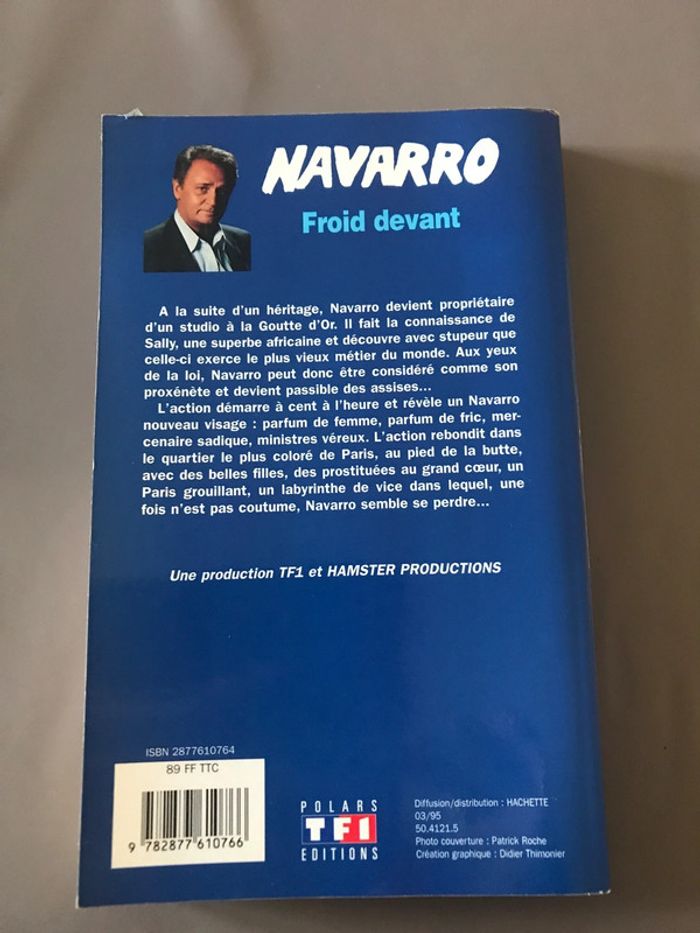 NAVARRO
Froid devant
A la suite d'un héritage, Navarro devient propriétaire
d'un studio à la Goutte d'Or. Il fait la connaissance de
Sally, une superbe africaine et découvre avec stupeur que
celle-ci exerce le plus vieux métier du monde. Aux yeux
de la loi, Navarro peut donc être considéré comme son
proxénète et devient passible des assises...
L'action démarre à cent à l'heure et révèle un Navarro
nouveau visage : parfum de femme, parfum de fric, mer-
cenaire sadique, ministres véreux. L'action rebondit dans
le quartier le plus coloré de Paris, au pied de la butte,
avec des belles filles, des prostituées au grand cœur, un
Paris grouillant, un labyrinthe de vice dans lequel, une
fois n'est pas coutume, Navarro semble se perdre...
Une production TF1 et HAMSTER PRODUCTIONS
ISBN 2877610764
89 FF TTC
9 782877 610766
POLARS
TF1
EDITIONS
Diffusion/distribution : HACHETTE
03/95
50.4121.5
Photo couverture : Patrick Roche
Création graphique : Didier Thimonier